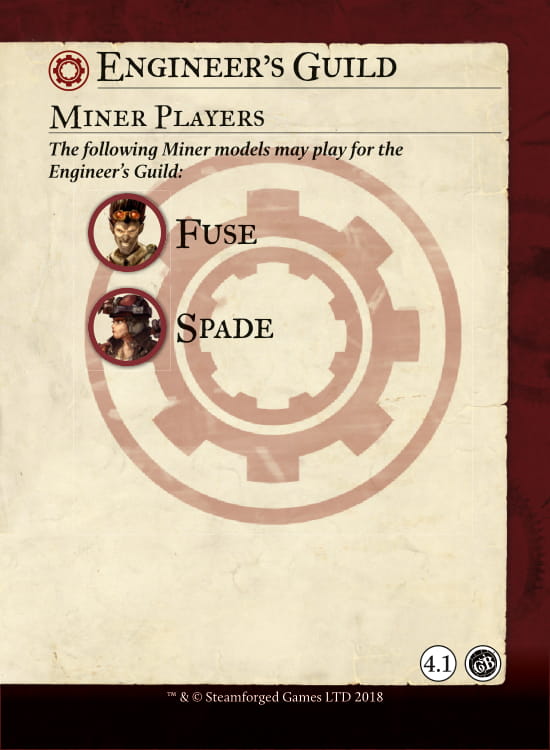 Engineer's Guild
Miner Players
The following Miner models may play for the
Engineer's Guild:
Fuse
Spade
4.1
GB
™ & © Steamforged Games LTD 2018